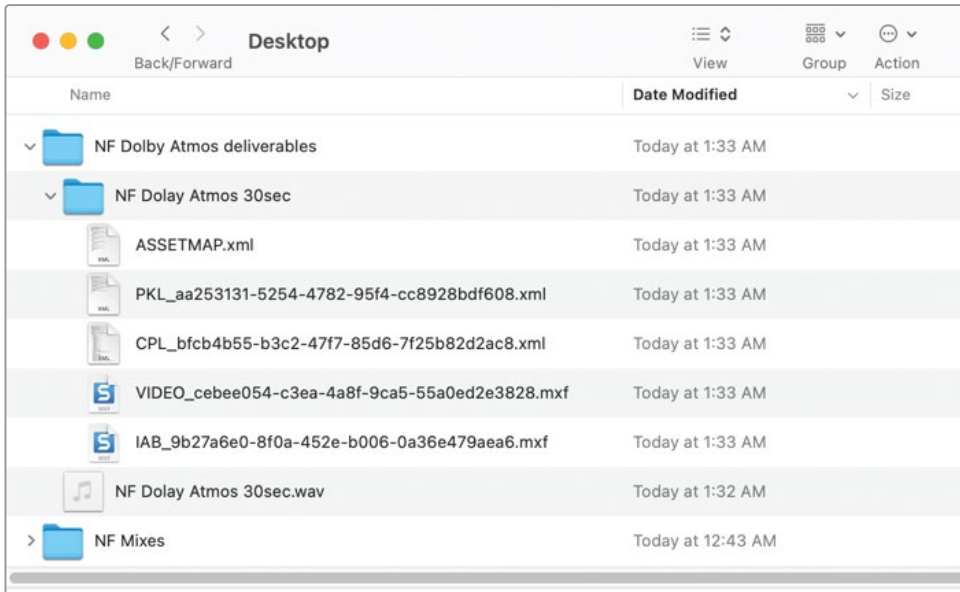 Desktop
Back/Forward View Group Action
Name Date Modified Size
NF Dolby Atmos deliverables Today at 1:33 AM
NF Dolay Atmos 30sec Today at 1:33 AM
ASSETMAP.xml Today at 1:33 AM
PKL_aa253131-5254-4782-95f4-cc8928bdf608.xml Today at 1:33 AM
CPL_bfcb4b55-b3c2-47f7-85d6-7f25b82d2ac8.xml Today at 1:33 AM
VIDEO_cebee054-c3ea-4a8f-9ca5-55a0ed2e3828.mxf Today at 1:33 AM
IAB_9b27a6e0-8f0a-452e-b006-0a36e479aea6.mxf Today at 1:33 AM
NF Dolay Atmos 30sec.wav Today at 1:32 AM
NF Mixes Today at 12:43 AM